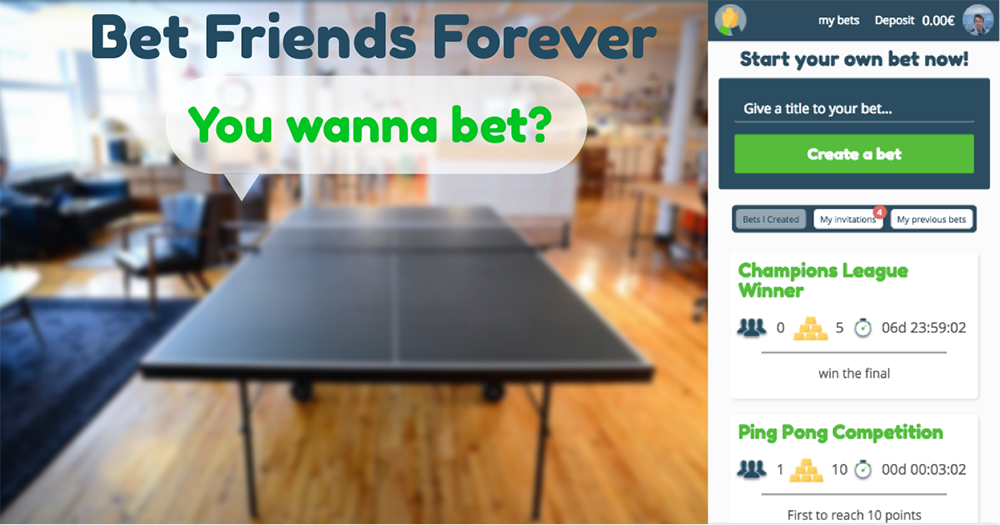 Bet Friends Forever
You wanna bet?
my bets Deposit 0.00€
Start your own bet now!
Give a title to your bet...
Create a bet
Bets I Created My invitations 4 My previous bets
Champions League
Winner
0 5 06d 23:59:02
win the final
Ping Pong Competition
1 10 00d 00:03:02
First to reach 10 points